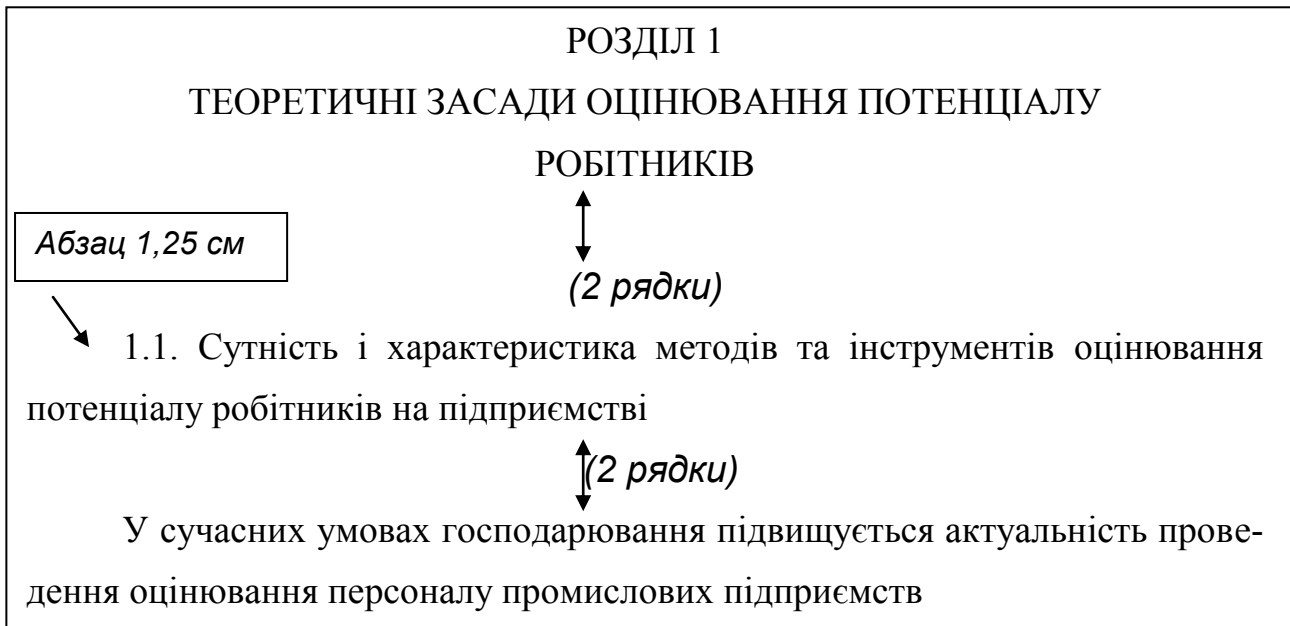 РОЗДІЛ 1
ТЕОРЕТИЧНІ ЗАСАДИ ОЦІНЮВАННЯ ПОТЕНЦІАЛУ
РОБІТНИКІВ
Абзац 1,25 см
(2 рядки)
1.1. Сутність і характеристика методів та інструментів оцінювання
потенціалу робітників на підприємстві
(2 рядки)
У сучасних умовах господарювання підвищується актуальність прове-
дення оцінювання персоналу промислових підприємств